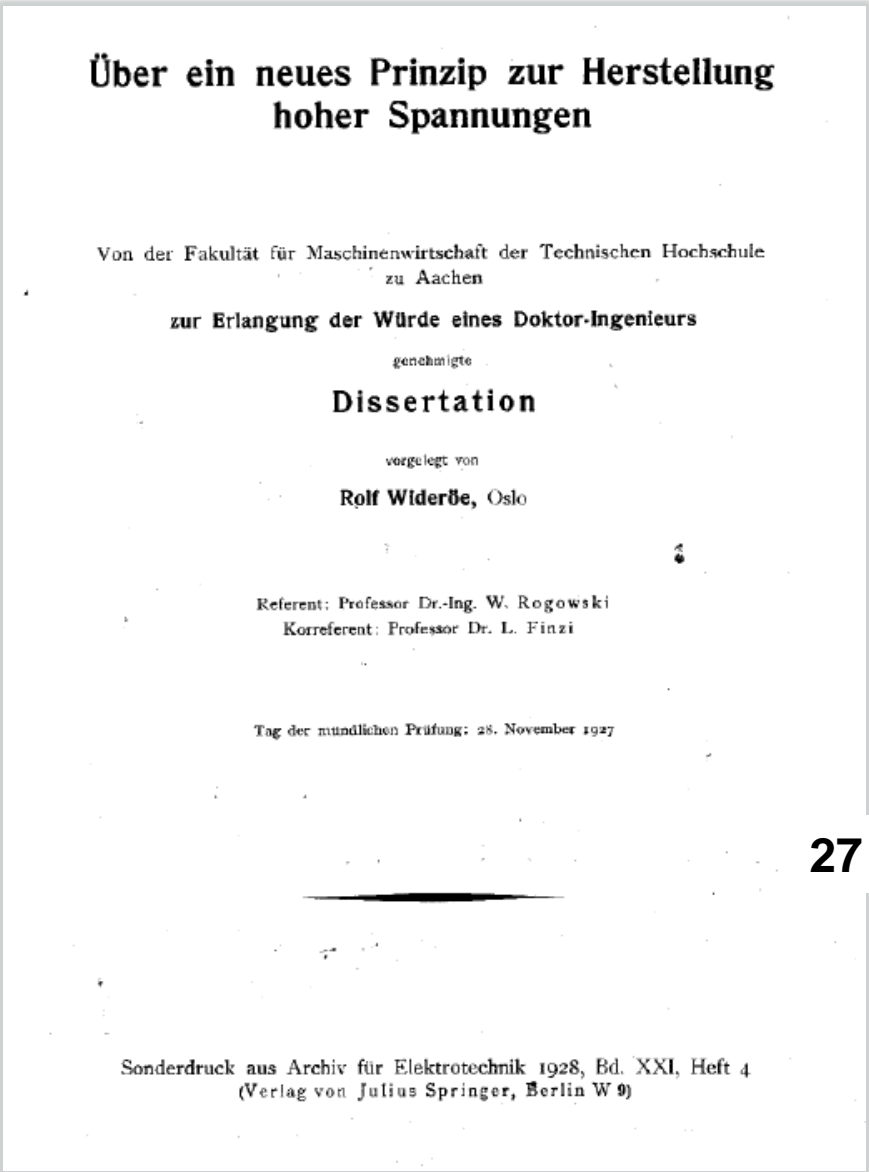 Über ein neues Prinzip zur Herstellung
hoher Spannungen
Von der Fakultät für Maschinenwirtschaft der Technischen Hochschule
zu Aachen
zur Erlangung der Würde eines Doktor-Ingenieurs
genehmigte
Dissertation
vorgelegt von
Rolf Wideröe, Oslo
Referent: Professor Dr.-Ing. W. Rogowski
Korreferent: Professor Dr. L. Finzi
Tag der mündlichen Prüfung: 28. November 1927
27
Sonderdruck aus Archiv für Elektrotechnik 1928, Bd. XXI, Heft 4
(Verlag von Julius Springer, Berlin W 9)